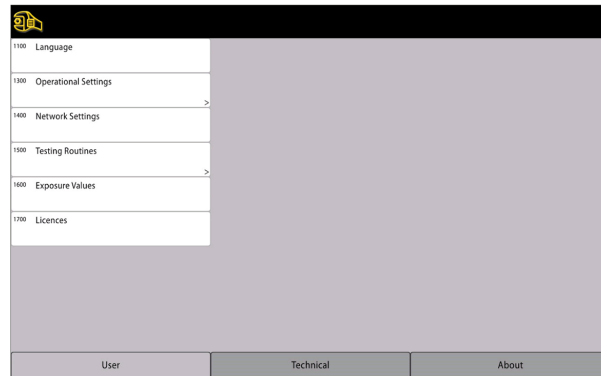 1100 Language
1300 Operational Settings
>
1400 Network Settings
1500 Testing Routines
>
1600 Exposure Values
1700 Licences
User Technical About